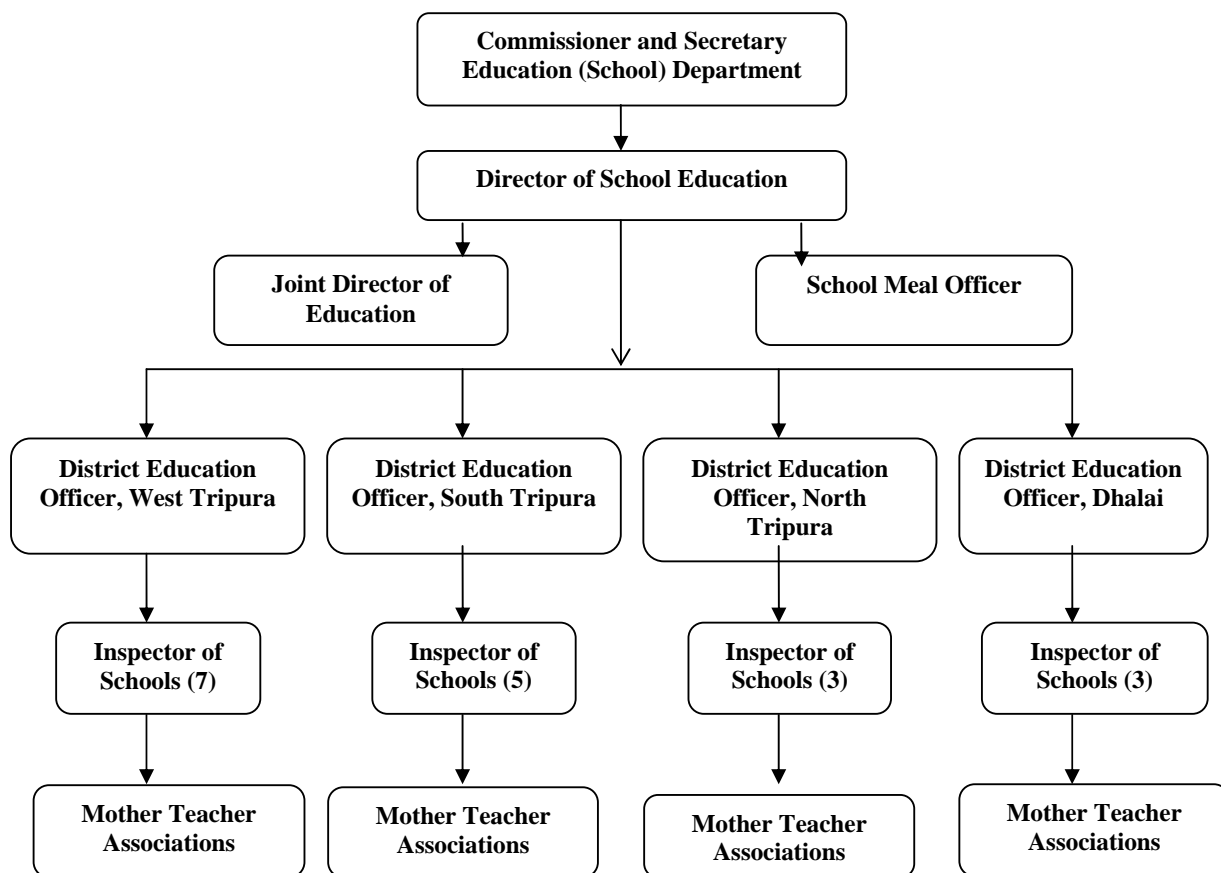 Commissioner and Secretary
Education (School) Department
Director of School Education
Joint Director of
Education
School Meal Officer
District Education
Officer, West Tripura
District Education
Officer, South Tripura
District Education
Officer, North
Tripura
District Education
Officer, Dhalai
Inspector of
Schools (7)
Inspector of
Schools (5)
Inspector of
Schools (3)
Inspector of
Schools (3)
Mother Teacher
Associations
Mother Teacher
Associations
Mother Teacher
Associations
Mother Teacher
Associations